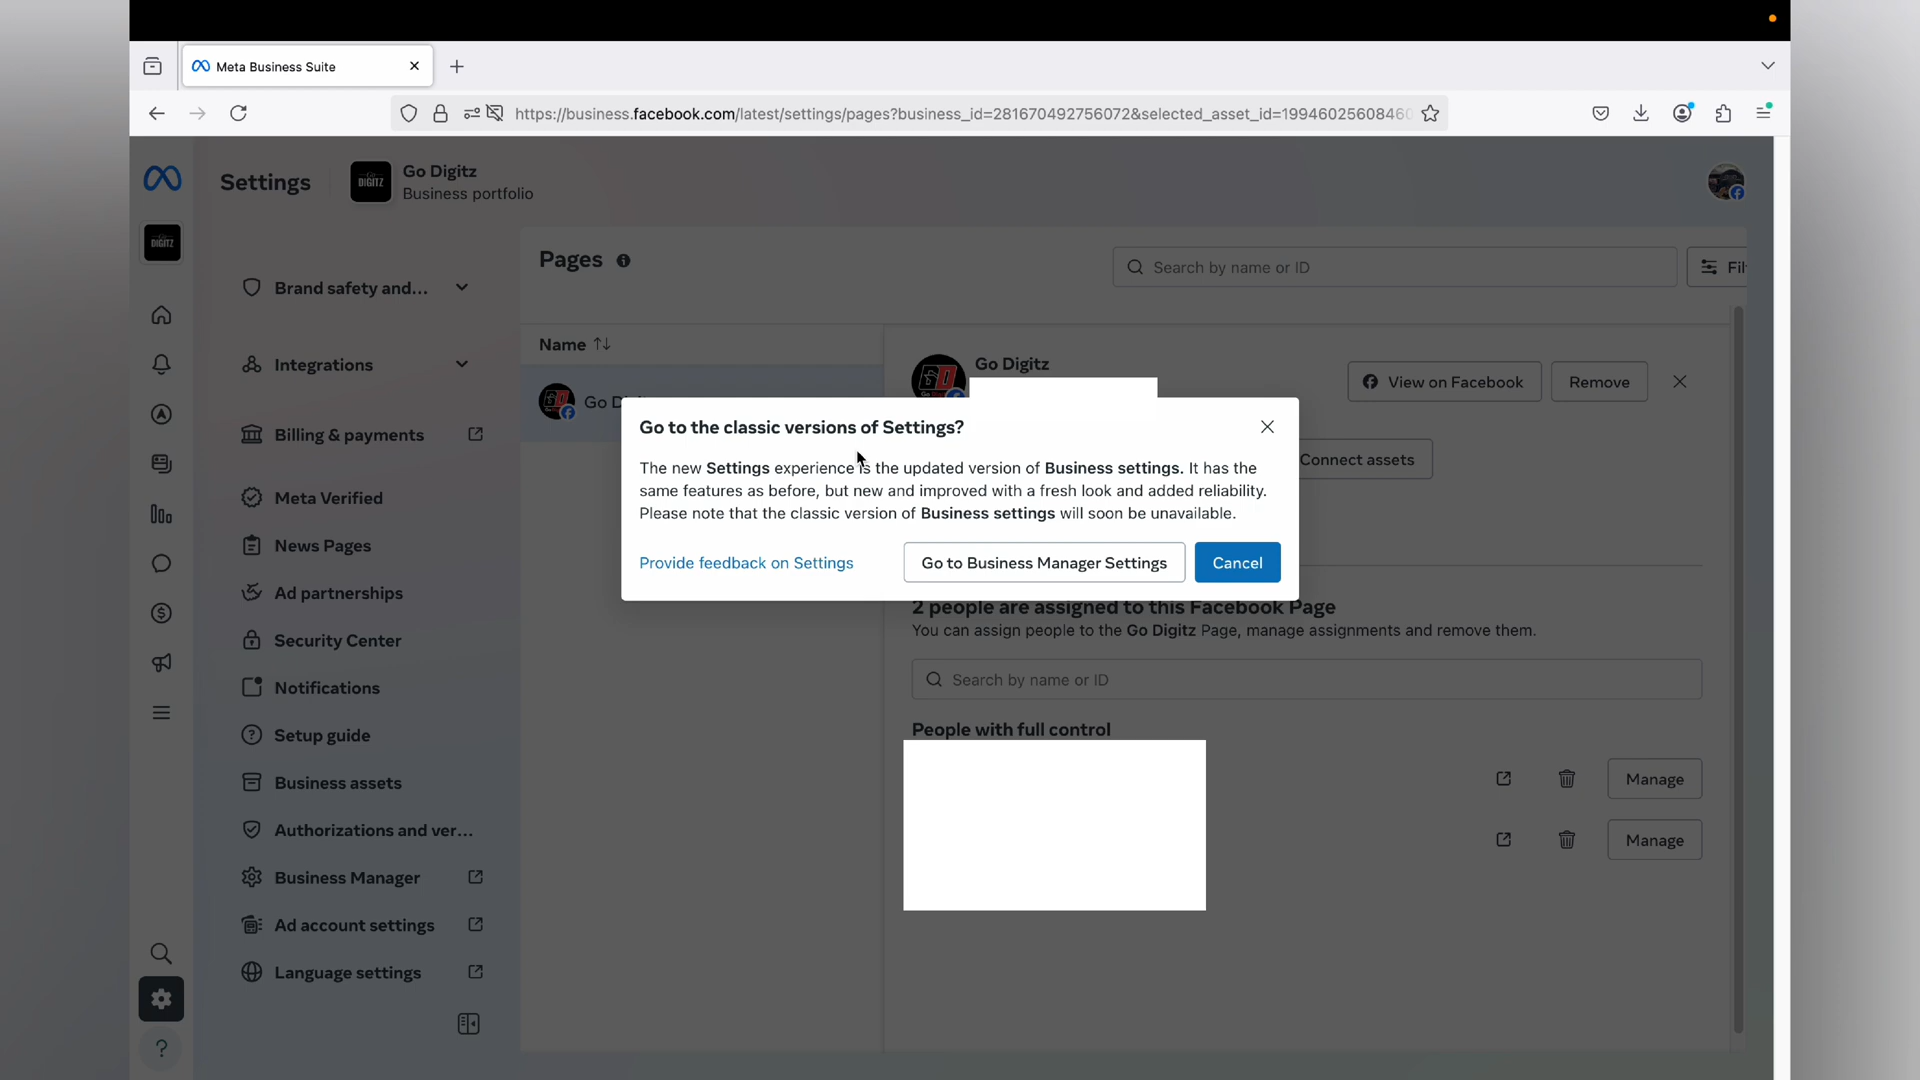 Meta Business Suite
https://business.facebook.com/latest/settings/pages?business_id=281670492756072&selected_asset_id=19946025608460
Settings
Go Digitz
Business portfolio
DIGITZ
DIGITZ
Pages
Search by name or ID
Fil
Brand safety and...
Integrations
Billing & payments
Meta Verified
News Pages
Ad partnerships
Security Center
Notifications
Setup guide
Business assets
Authorizations and ver...
Business Manager
Ad account settings
Language settings
Name
Go D
Go Digitz
View on Facebook
Remove
Connect assets
Go to the classic versions of Settings?
The new Settings experience is the updated version of Business settings. It has the
same features as before, but new and improved with a fresh look and added reliability.
Please note that the classic version of Business settings will soon be unavailable.
Provide feedback on Settings
Go to Business Manager Settings
Cancel
2 people are assigned to this Facebook Page
You can assign people to the Go Digitz Page, manage assignments and remove them.
Search by name or ID
People with full control
Manage
Manage